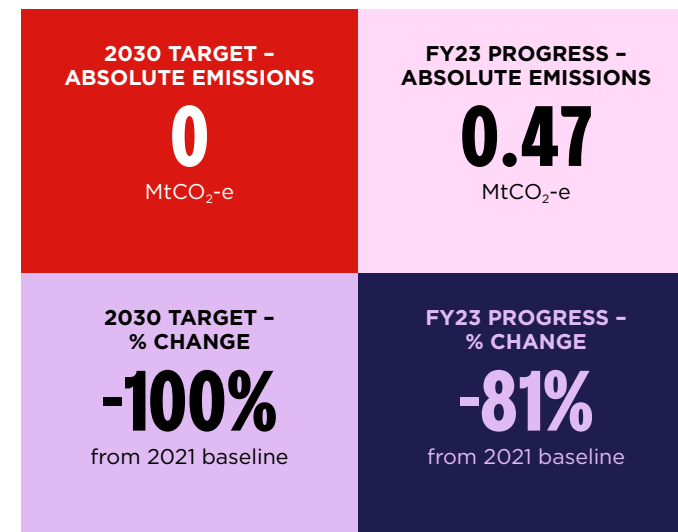 2030 TARGET –
ABSOLUTE EMISSIONS
0
MtCO₂-e
FY23 PROGRESS –
ABSOLUTE EMISSIONS
0.47
MtCO₂-e
2030 TARGET –
% CHANGE
-100%
from 2021 baseline
FY23 PROGRESS –
% CHANGE
-81%
from 2021 baseline